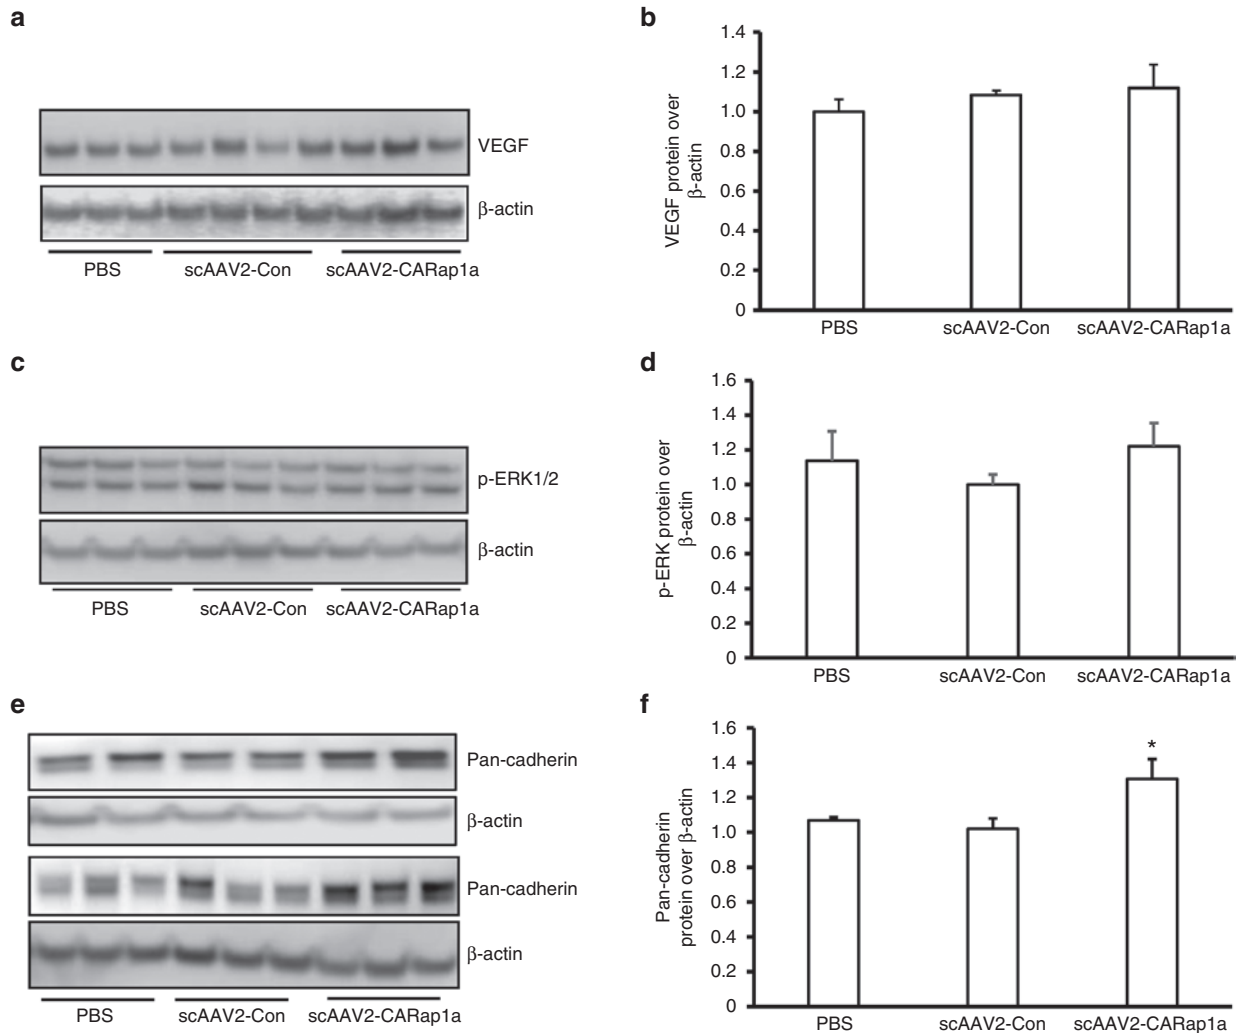 a
VEGF
β-actin
PBS
scAAV2-Con
scAAV2-CARap1a
b
1.4
1.2
1.0
0.8
0.6
0.4
0.2
0
VEGF protein over
β-actin
PBS
scAAV2-Con
scAAV2-CARap1a
c
p-ERK1/2
β-actin
PBS
scAAV2-Con
scAAV2-CARap1a
d
1.6
1.4
1.2
1.0
0.8
0.6
0.4
0.2
0
p-ERK protein over
β-actin
PBS
scAAV2-Con
scAAV2-CARap1a
e
Pan-cadherin
β-actin
Pan-cadherin
β-actin
PBS
scAAV2-Con
scAAV2-CARap1a
f
1.6
1.4
1.2
1.0
0.8
0.6
0.4
0.2
0
Pan-cadherin
protein over β-actin
*
PBS
scAAV2-Con
scAAV2-CARap1a